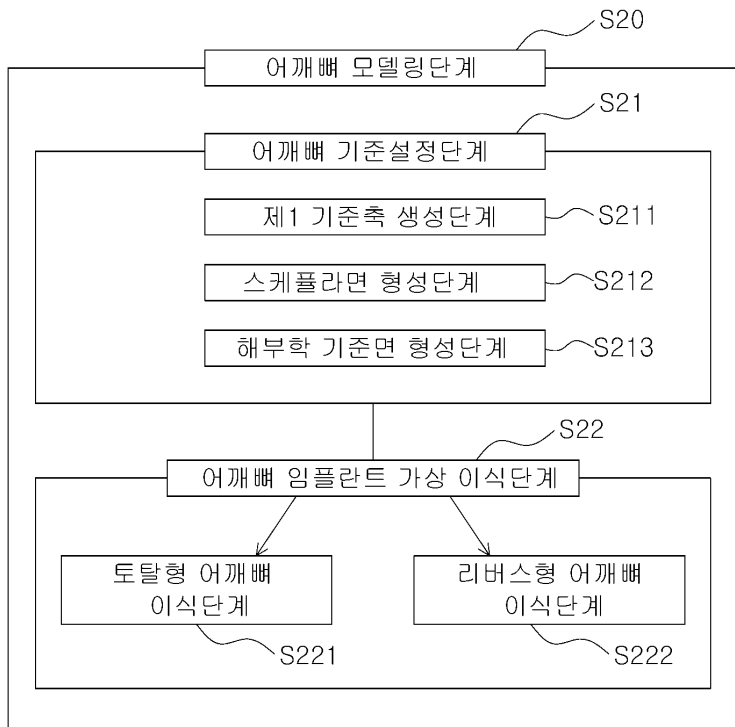 S20
어깨뼈 모델링단계
S21
어깨뼈 기준설정단계
제1 기준축 생성단계
S211
스케퓰라면 형성단계
S212
해부학 기준면 형성단계
S213
S22
어깨뼈 임플란트 가상 이식단계
토탈형 어깨뼈
이식단계
S221
리버스형 어깨뼈
이식단계
S222